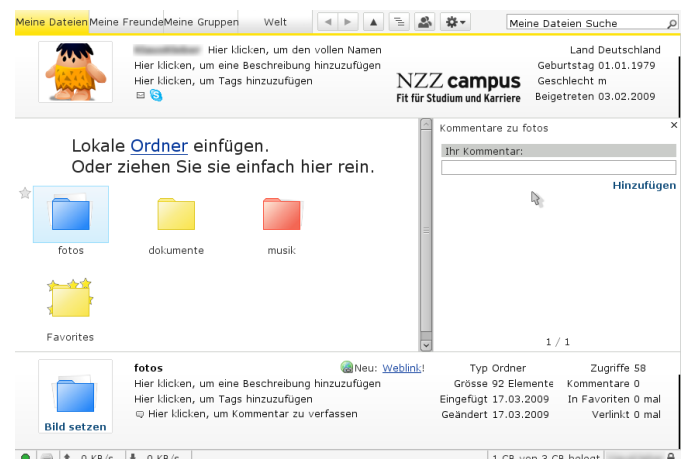 Meine Dateien Meine Freunde Meine Gruppen Welt Meine Dateien Suche
Hier klicken, um den vollen Namen
Hier klicken, um eine Beschreibung hinzuzufügen
Hier klicken, um Tags hinzuzufügen
NZZ campus
Fit für Studium und Karriere
Land Deutschland
Geburtstag 01.01.1979
Geschlecht m
Beigetreten 03.02.2009
Lokale Ordner einfügen.
Oder ziehen Sie sie einfach hier rein.
fotos dokumente musik
Favorites
Kommentare zu fotos
Ihr Kommentar:
Hinzufügen
1 / 1
Bild setzen
fotos Neu: Weblink!
Hier klicken, um eine Beschreibung hinzuzufügen
Hier klicken, um Tags hinzuzufügen
Hier klicken, um Kommentar zu verfassen
Typ Ordner Zugriffe 58
Grösse 92 Elemente Kommentare 0
Eingefügt 17.03.2009 In Favoriten 0 mal
Geändert 17.03.2009 Verlinkt 0 mal
0 KB/s 0 KB/s 1 GB von 3 GB belegt